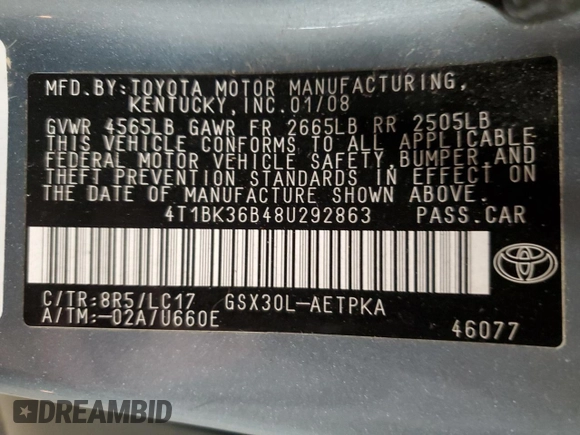 MFD.BY:TOYOTA MOTOR MANUFACTURING,
KENTUCKY,INC.01/08
GVWR 4565LB GAWR FR 2665LB RR 2505LB
THIS VEHICLE CONFORMS TO ALL APPLICABLE
FEDERAL MOTOR VEHICLE SAFETY,BUMPER AND
THEFT PREVENTION STANDARDS IN EFFECT ON
THE DATE OF MANUFACTURE SHOWN ABOVE.
4T1BK36B48U292863 PASS.CAR
C/TR:8R5/LC17 GSX30L-AETPKA
A/TM:-02A/U660E
46077
DREAMBID